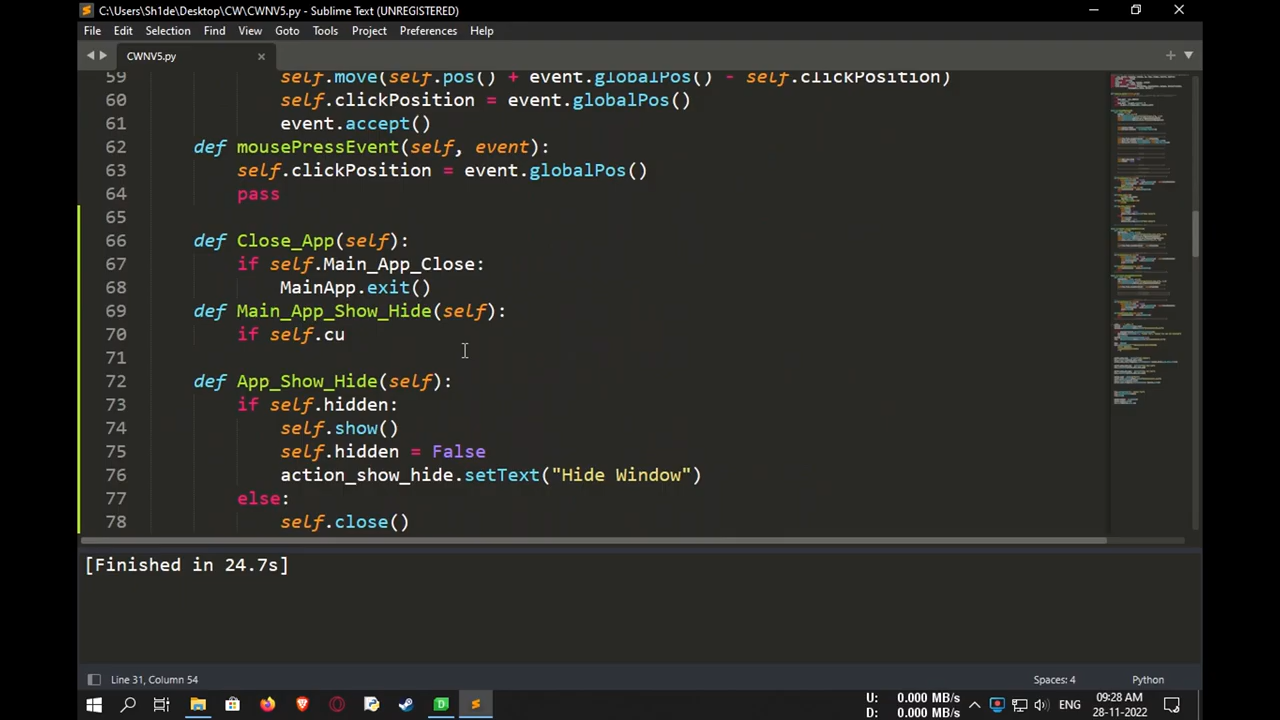 C:\Users\Sh1de\Desktop\CW\CWNV5.py - Sublime Text (UNREGISTERED)
File Edit Selection Find View Goto Tools Project Preferences Help
CWNV5.py
59 self.move(self.pos() + event.globalPos() - self.clickPosition)
60 self.clickPosition = event.globalPos()
61 event.accept()
62 def mousePressEvent(self, event):
63 self.clickPosition = event.globalPos()
64 pass
65
66 def Close_App(self):
67 if self.Main_App_Close:
68 MainApp.exit()
69 def Main_App_Show_Hide(self):
70 if self.cu
71
72 def App_Show_Hide(self):
73 if self.hidden:
74 self.show()
75 self.hidden = False
76 action_show_hide.setText("Hide Window")
77 else:
78 self.close()
[Finished in 24.7s]
Line 31, Column 54 Spaces: 4 Python
U: 0.000 MB/s
D: 0.000 MB/s
ENG
09:28 AM
28-11-2022